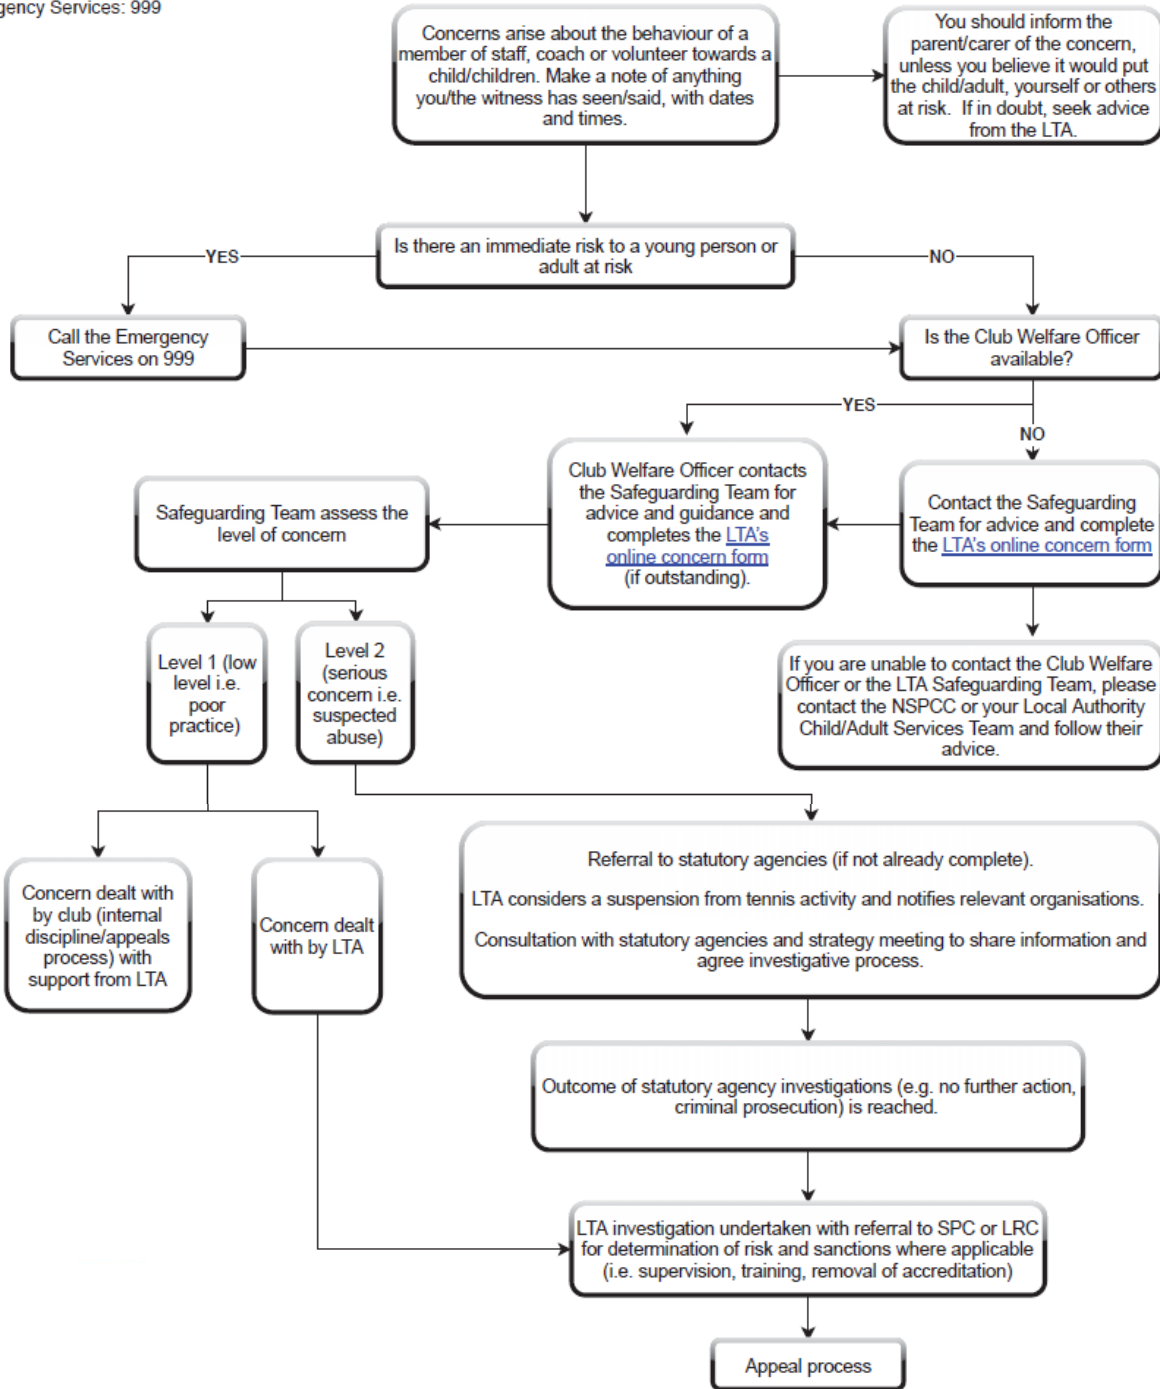 gency Services: 999
Concerns arise about the behaviour of a
member of staff, coach or volunteer towards a
child/children. Make a note of anything
you/the witness has seen/said, with dates
and times.
You should inform the
parent/carer of the concern,
unless you believe it would put
the child/adult, yourself or others
at risk. If in doubt, seek advice
from the LTA.
Is there an immediate risk to a young person or
adult at risk
YES
NO
Call the Emergency
Services on 999
Is the Club Welfare Officer
available?
YES
NO
Club Welfare Officer contacts
the Safeguarding Team for
advice and guidance and
completes the LTA's
online concern form
(if outstanding).
Contact the Safeguarding
Team for advice and complete
the LTA's online concern form
Safeguarding Team assess the
level of concern
Level 1 (low
level i.e.
poor
practice)
Level 2
(serious
concern i.e.
suspected
abuse)
If you are unable to contact the Club Welfare
Officer or the LTA Safeguarding Team, please
contact the NSPCC or your Local Authority
Child/Adult Services Team and follow their
advice.
Concern dealt with
by club (internal
discipline/appeals
process) with
support from LTA
Concern dealt
with by LTA
Referral to statutory agencies (if not already complete).
LTA considers a suspension from tennis activity and notifies relevant organisations.
Consultation with statutory agencies and strategy meeting to share information and
agree investigative process.
Outcome of statutory agency investigations (e.g. no further action,
criminal prosecution) is reached.
LTA investigation undertaken with referral to SPC or LRC
for determination of risk and sanctions where applicable
(i.e. supervision, training, removal of accreditation)
Appeal process